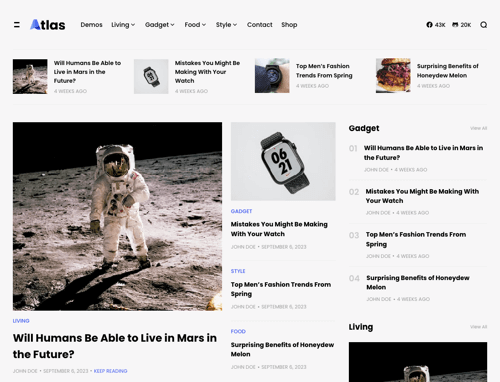 Atlas
Demos
Living
Gadget
Food
Style
Contact
Shop
43K
20K
Will Humans Be Able to
Live in Mars in the
Future?
4 WEEKS AGO
Mistakes You Might Be
Making With Your
Watch
4 WEEKS AGO
Top Men's Fashion
Trends From Spring
4 WEEKS AGO
Surprising Benefits of
Honeydew Melon
4 WEEKS AGO
LIVING
Will Humans Be Able to Live in Mars in
the Future?
JOHN DOE • SEPTEMBER 6, 2023 • KEEP READING
06
21
GADGET
Mistakes You Might Be Making
With Your Watch
JOHN DOE • SEPTEMBER 6, 2023
STYLE
Top Men's Fashion Trends From
Spring
JOHN DOE • SEPTEMBER 6, 2023
FOOD
Surprising Benefits of Honeydew
Melon
JOHN DOE • SEPTEMBER 6, 2023
Gadget
View All
01
Will Humans Be Able to Live in Mars in
the Future?
JOHN DOE • 4 WEEKS AGO
02
Mistakes You Might Be Making With
Your Watch
JOHN DOE • 4 WEEKS AGO
03
Top Men's Fashion Trends From
Spring
JOHN DOE • 4 WEEKS AGO
04
Surprising Benefits of Honeydew
Melon
JOHN DOE • 4 WEEKS AGO
Living
View All